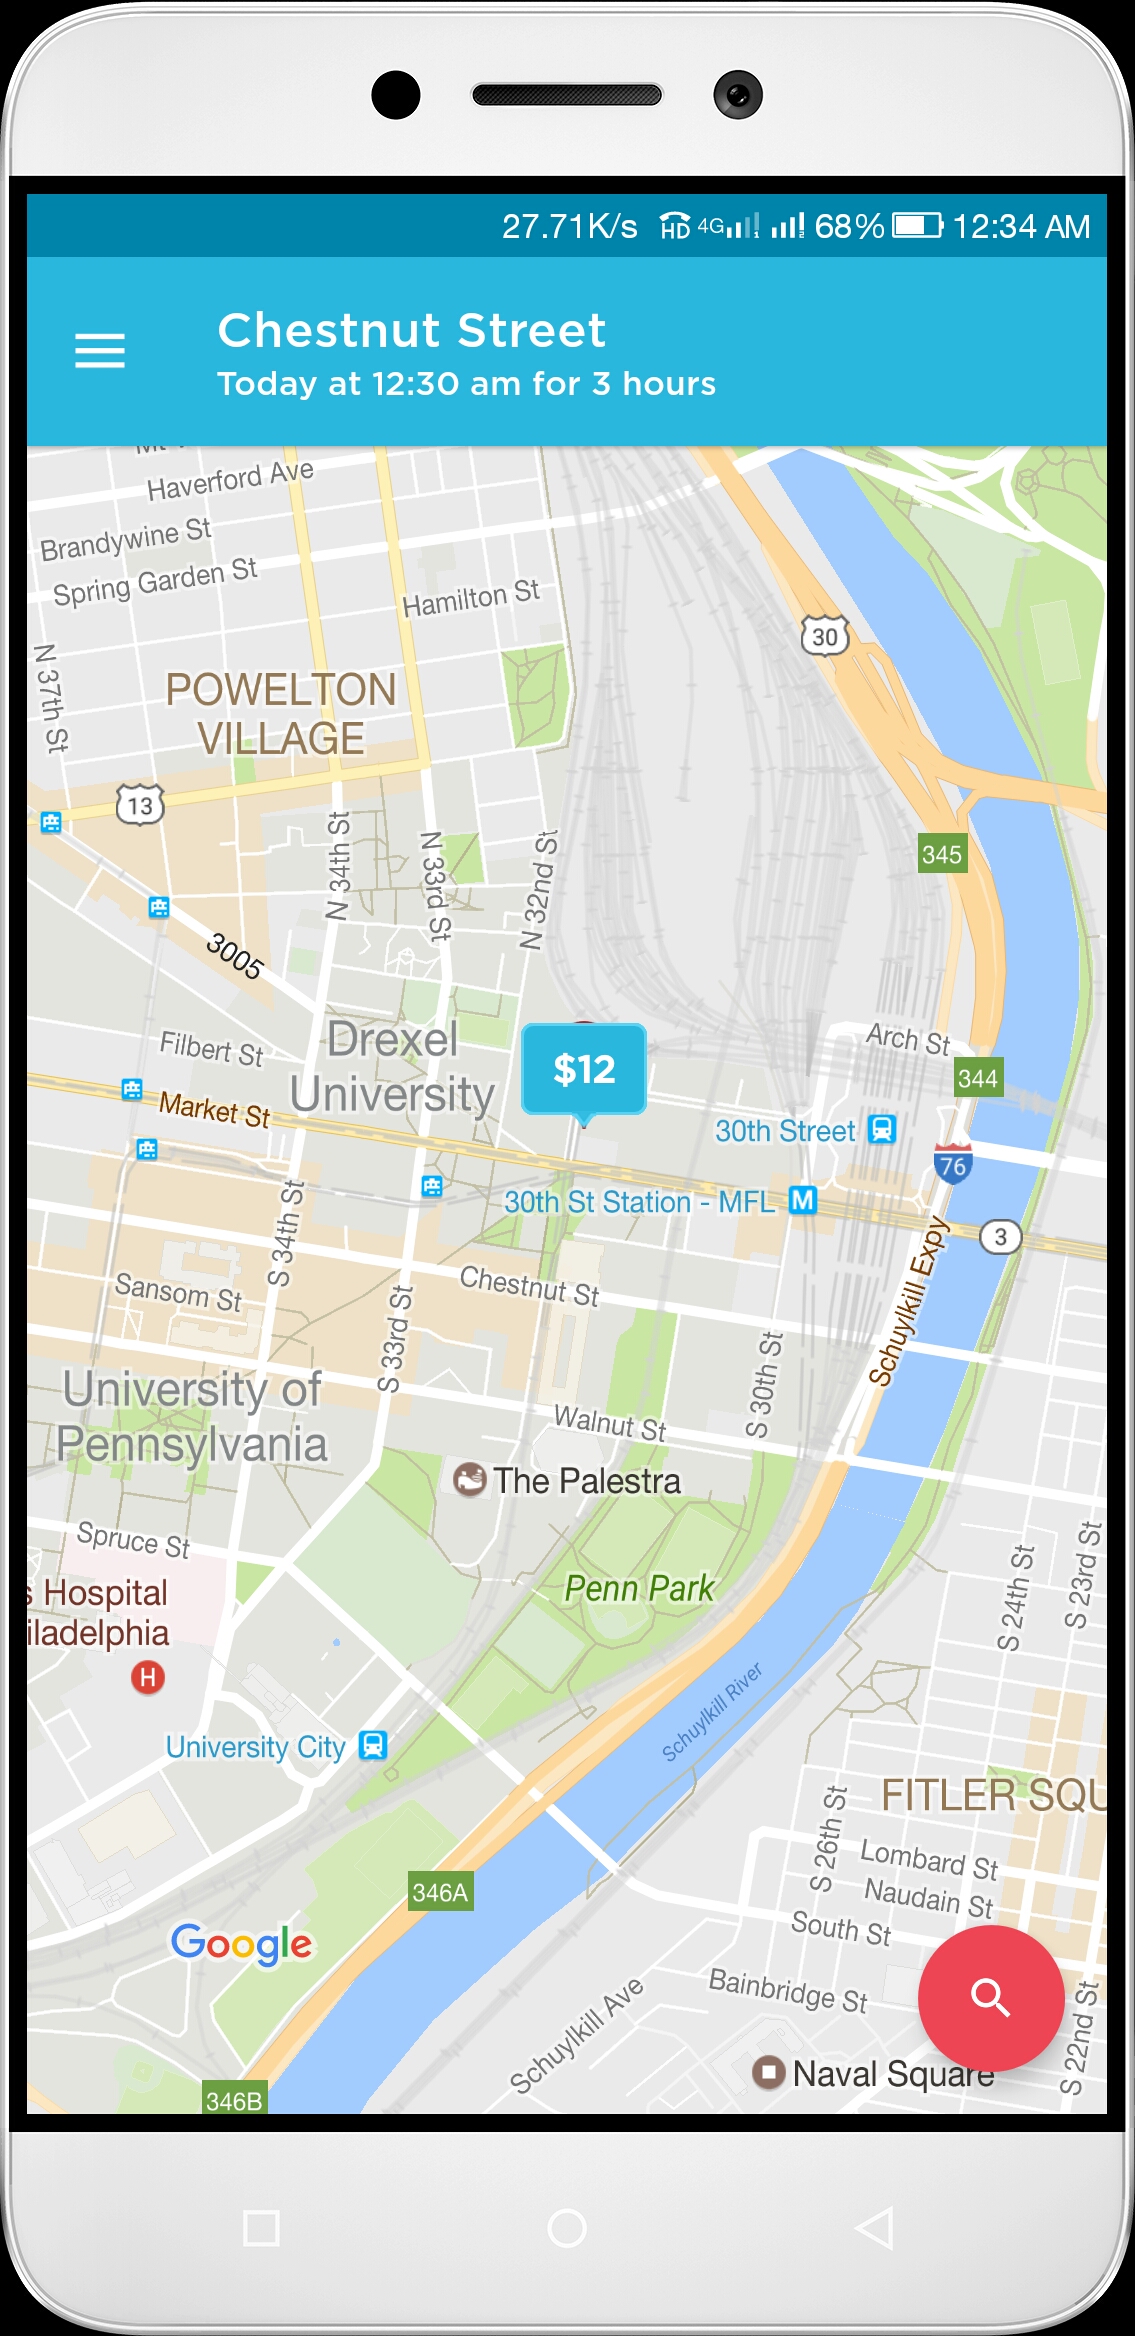 27.71K/s HD 4G 1 2 68% 12:34 AM
Chestnut Street
Today at 12:30 am for 3 hours
Haverford Ave
Brandywine St
Spring Garden St
Hamilton St
30
N 37th St
POWELTON
VILLAGE
13
N 34th St
N 33rd St
N 32nd St
345
3005
Filbert St
Drexel
University
$12
Arch St
344
Market St
30th Street
76
30th St Station - MFL M
3
S 34th St
Chestnut St
Sansom St
S 33rd St
Schuylkill Expy
S 30th St
University of
Pennsylvania
Walnut St
The Palestra
Spruce St
s Hospital
iladelphia
H
Penn Park
S 24th St
S 23rd St
Schuylkill River
University City
FITLER SQU
S 26th St
Lombard St
Naudain St
South St
346A
Google
Bainbridge St
Schuylkill Ave
S 22nd St
Naval Square
346B